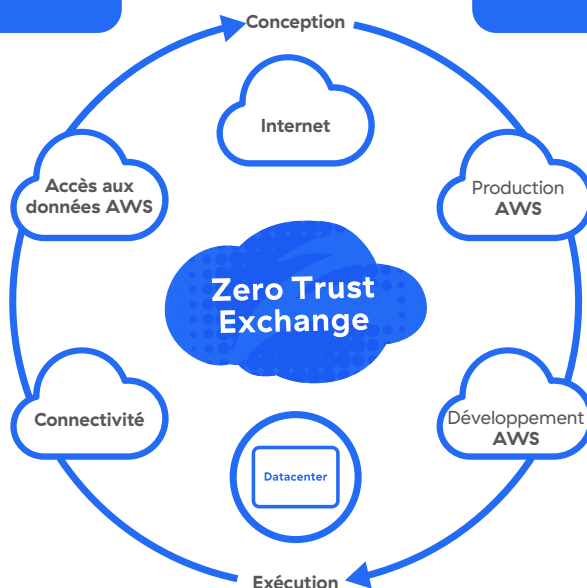 Conception
Internet
Accès aux
données AWS
Production
AWS
Zero Trust
Exchange
Connectivité
Développement
AWS
Datacenter
Exécution